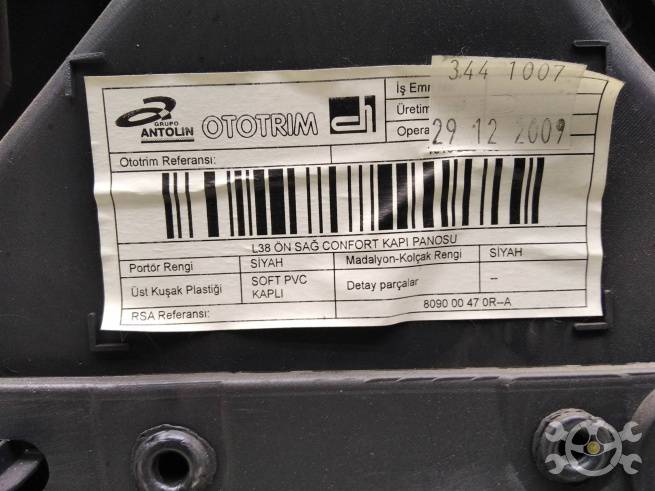 GRUPO
ANTOLIN OTOTRIM
İş Emr
344 1007
Üretim
Opera
29 12 2009
Ototrim Referansı:
L38 ÖN SAĞ CONFORT KAPI PANOSU
Portör Rengi SİYAH Madalyon-Kolçak Rengi SİYAH
Üst Kuşak Plastiği SOFT PVC KAPLI Detay parçalar --
RSA Referansı: 8090 00 47 0R-A